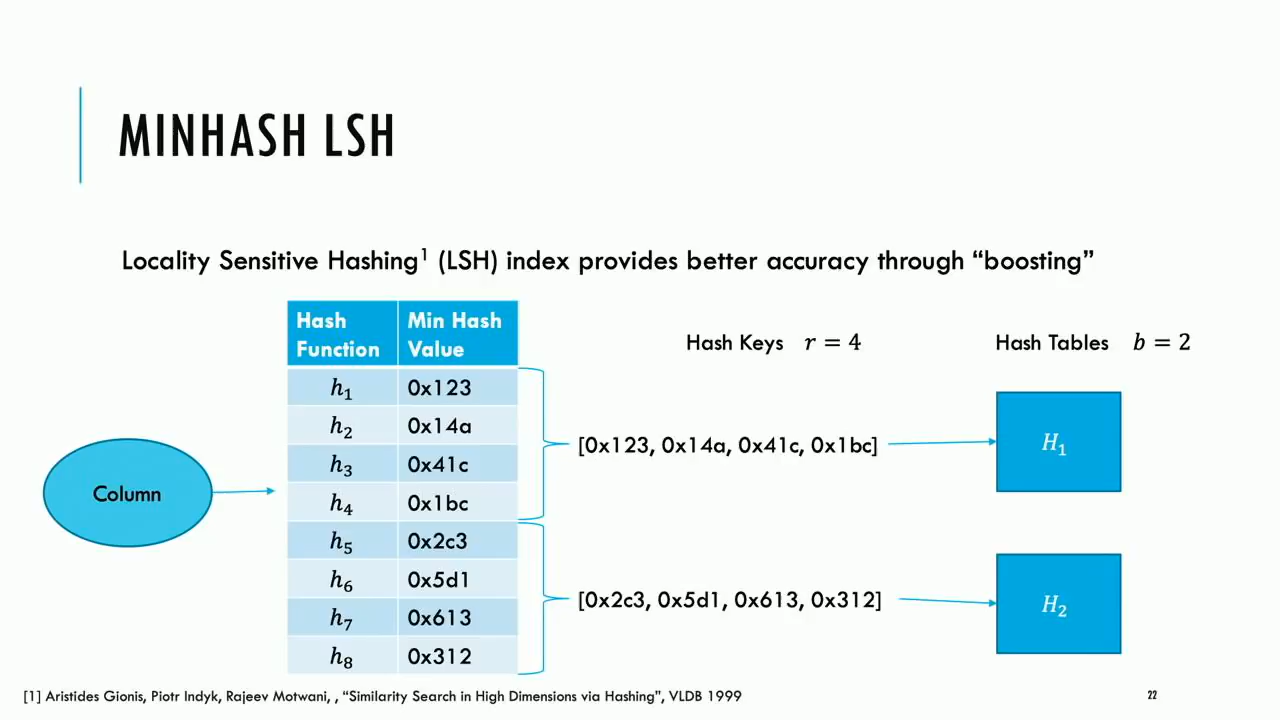 MINHASH LSH
Locality Sensitive Hashing¹ (LSH) index provides better accuracy through “boosting”
Hash Function Min Hash Value
Hash Keys r = 4
Hash Tables b = 2
h₁ 0x123
h₂ 0x14a
h₃ 0x41c
h₄ 0x1bc
h₅ 0x2c3
h₆ 0x5d1
h₇ 0x613
h₈ 0x312
Column
[0x123, 0x14a, 0x41c, 0x1bc]
H₁
[0x2c3, 0x5d1, 0x613, 0x312]
H₂
[1] Aristides Gionis, Piotr Indyk, Rajeev Motwani, , “Similarity Search in High Dimensions via Hashing”, VLDB 1999
22